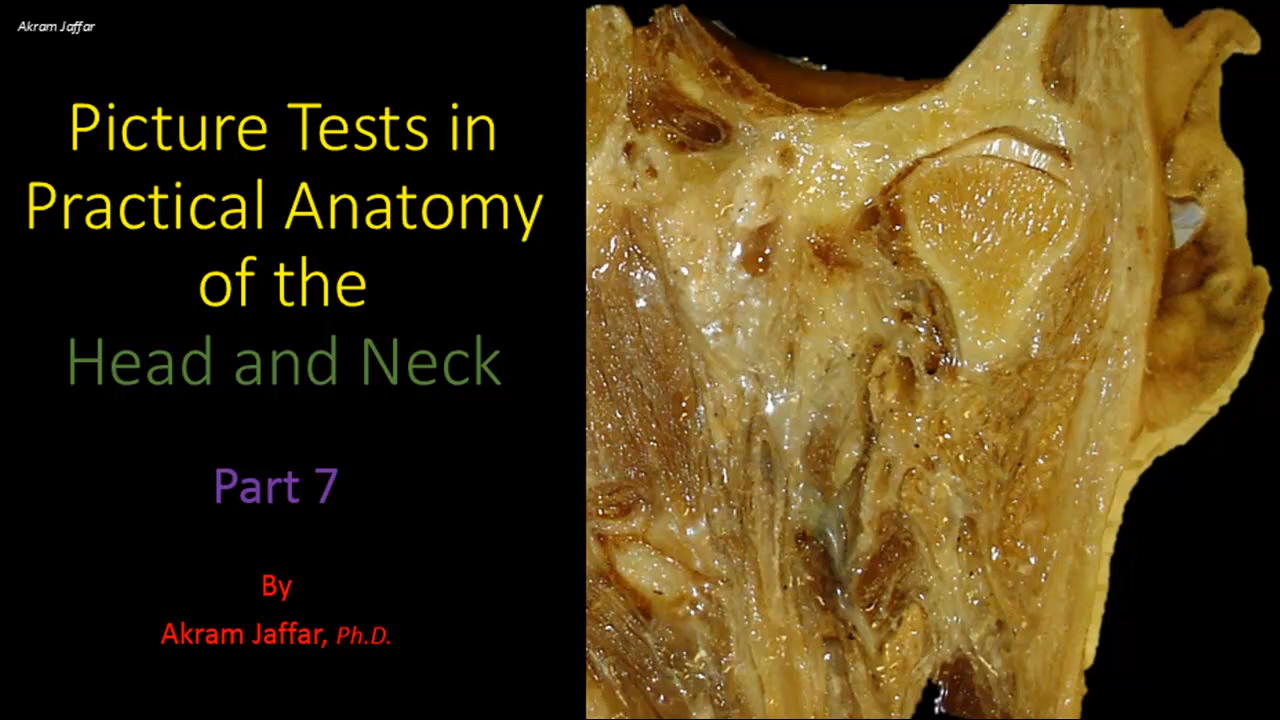 Akram Jaffar
Picture Tests in
Practical Anatomy
of the
Head and Neck
Part 7
By
Akram Jaffar, Ph.D.